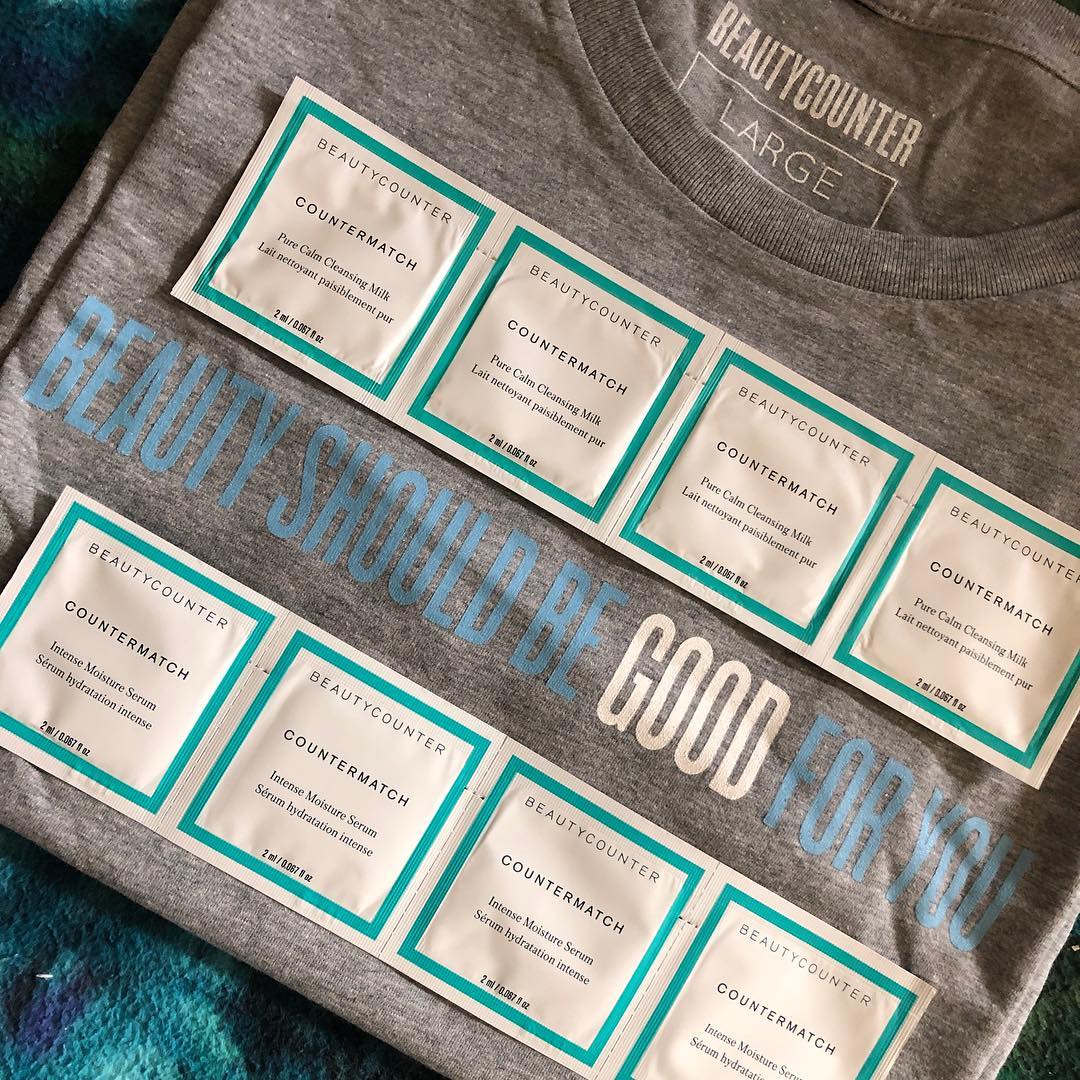 BEAUTYCOUNTER
LARGE
BEAUTYCOUNTER
COUNTERMATCH
Pure Calm Cleansing Milk
Lait nettoyant paisiblement pur
2 ml / 0.067 fl oz
BEAUTYCOUNTER
COUNTERMATCH
Pure Calm Cleansing Milk
Lait nettoyant paisiblement pur
2 ml / 0.067 fl oz
BEAUTYCOUNTER
COUNTERMATCH
Pure Calm Cleansing Milk
Lait nettoyant paisiblement pur
2 ml / 0.067 fl oz
BEAUTYCOUNTER
COUNTERMATCH
Pure Calm Cleansing Milk
Lait nettoyant paisiblement pur
2 ml / 0.067 fl oz
BEAUTY SHOULD BE GOOD FOR YOU
BEAUTYCOUNTER
COUNTERMATCH
Intense Moisture Serum
Sérum hydratation intense
2 ml / 0.067 fl oz
BEAUTYCOUNTER
COUNTERMATCH
Intense Moisture Serum
Sérum hydratation intense
2 ml / 0.067 fl oz
BEAUTYCOUNTER
COUNTERMATCH
Intense Moisture Serum
Sérum hydratation intense
2 ml / 0.067 fl oz
BEAUTYCOUNTER
COUNTERMATCH
Intense Moisture
Sérum